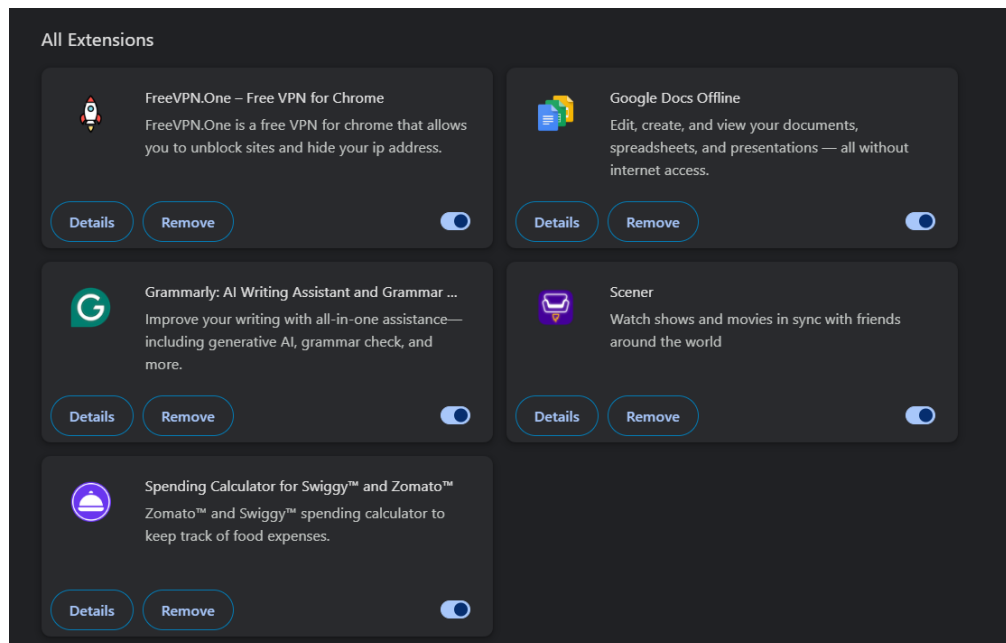 All Extensions
FreeVPN.One – Free VPN for Chrome
FreeVPN.One is a free VPN for chrome that allows
you to unblock sites and hide your ip address.
Details
Remove
Google Docs Offline
Edit, create, and view your documents,
spreadsheets, and presentations — all without
internet access.
Details
Remove
Grammarly: AI Writing Assistant and Grammar ...
Improve your writing with all-in-one assistance—
including generative AI, grammar check, and
more.
Details
Remove
Scener
Watch shows and movies in sync with friends
around the world
Details
Remove
Spending Calculator for Swiggy™ and Zomato™
Zomato™ and Swiggy™ spending calculator to
keep track of food expenses.
Details
Remove